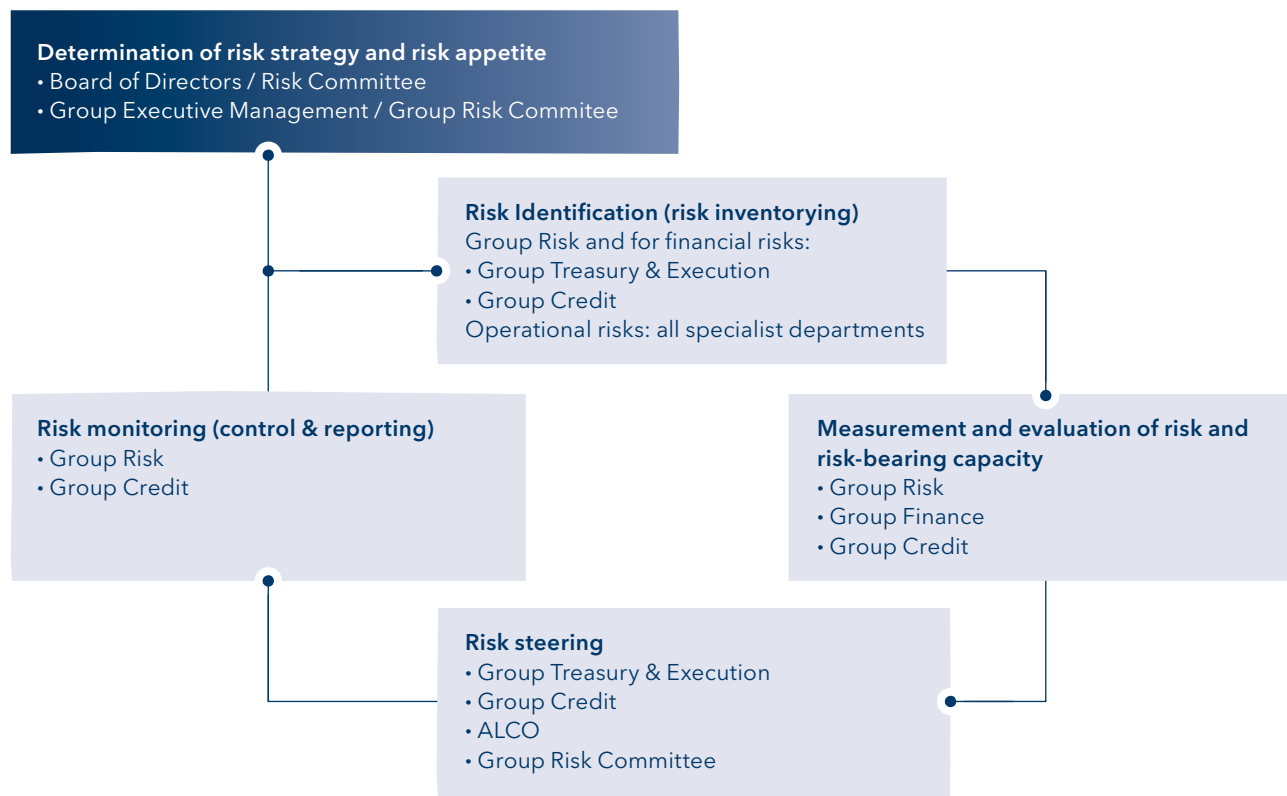 Determination of risk strategy and risk appetite
• Board of Directors / Risk Committee
• Group Executive Management / Group Risk Commitee
Risk Identification (risk inventorying)
Group Risk and for financial risks:
• Group Treasury & Execution
• Group Credit
Operational risks: all specialist departments
Risk monitoring (control & reporting)
• Group Risk
• Group Credit
Measurement and evaluation of risk and
risk-bearing capacity
• Group Risk
• Group Finance
• Group Credit
Risk steering
• Group Treasury & Execution
• Group Credit
• ALCO
• Group Risk Committee